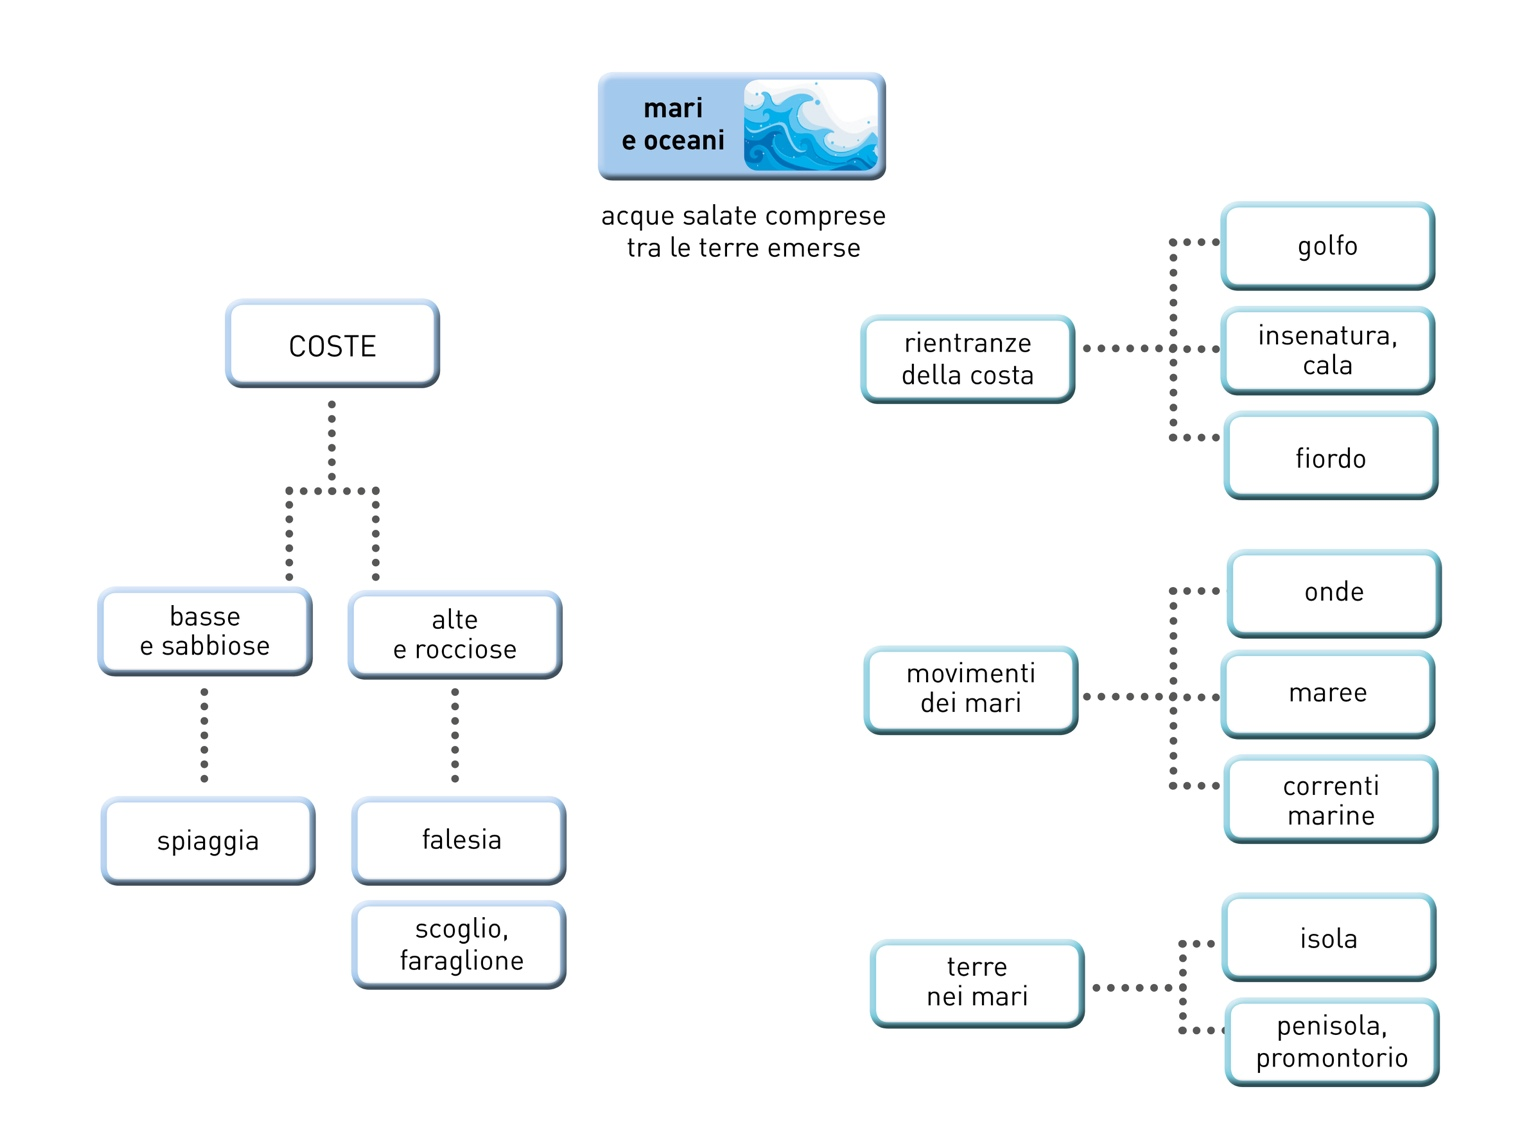 mari
e oceani
acque salate comprese
tra le terre emerse
COSTE
basse
e sabbiose
alte
e rocciose
spiaggia
falesia
scoglio,
faraglione
rientranze
della costa
golfo
insenatura,
cala
fiordo
movimenti
dei mari
onde
maree
correnti
marine
terre
nei mari
isola
penisola,
promontorio